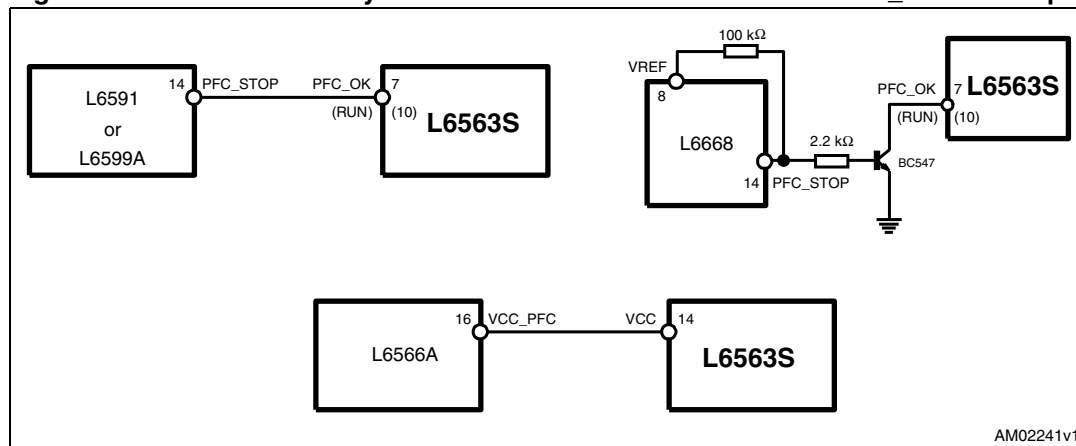 L6591
or
L6599A
14
PFC_STOP
PFC_OK
7
(RUN)
(10)
L6563S
100 kΩ
VREF
8
L6668
14
PFC_STOP
2.2 kΩ
BC547
PFC_OK
7
(RUN)
(10)
L6563S
L6566A
16
VCC_PFC
VCC
14
L6563S
AM02241v1